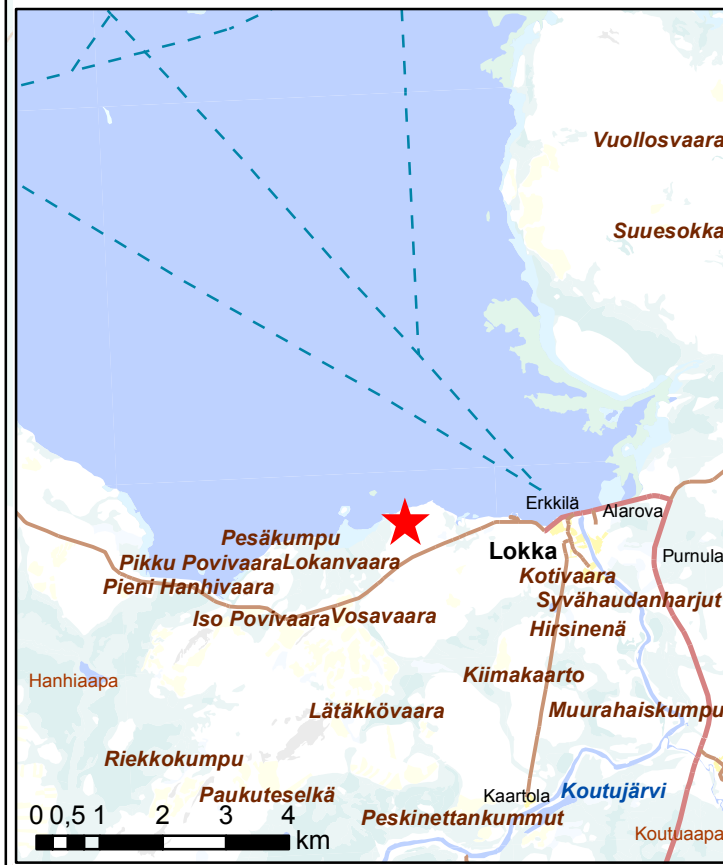 Vuollosvaara
Suuesokka
Erkkilä
Alarova
Lokka
Purnula
Pesäkumpu
Pikku Povivaara
Lokanvaara
Pieni Hanhivaara
Iso Povivaara
Vosavaara
Kotivaara
Syvähaudanharjut
Hirsinenä
Kiimakaarto
Hanhiaapa
Lätäkkövaara
Muurahaiskumpu
Riekkokumpu
Paukuteselkä
Kaartola
Koutujärvi
Peskinettankummut
Koutuaapa
0 0,5 1 2 3 4
km